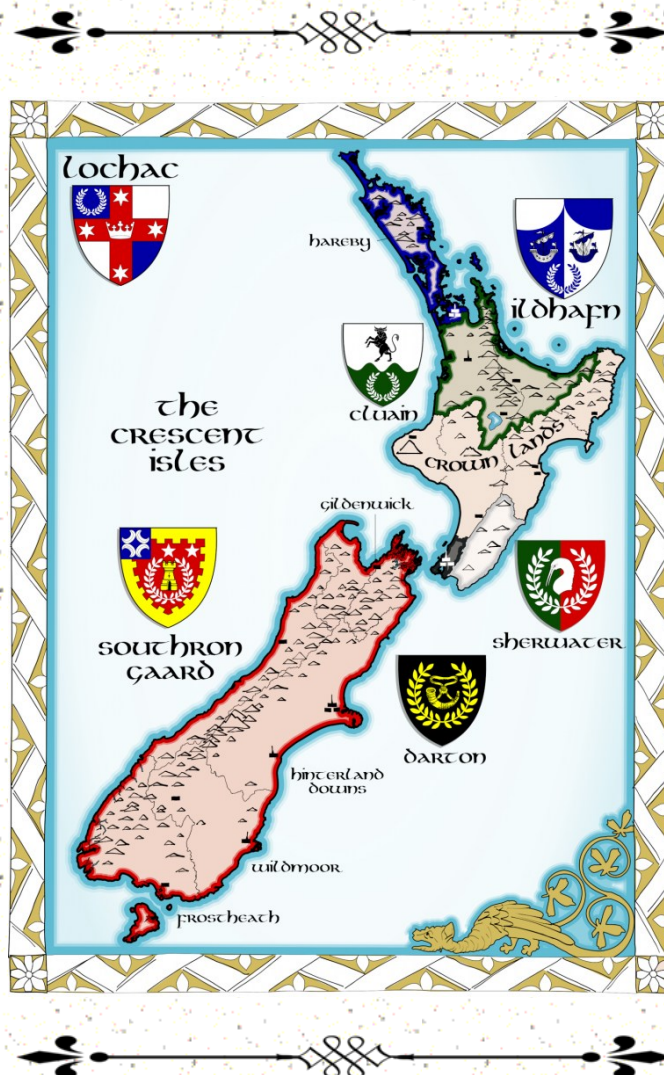 Lochac
hareby
ildhafn
cluain
the
crescent
isles
crown lands
gildenwick
southron
gaard
sherwater
darton
hinterland
downs
wildmoor
frostheath